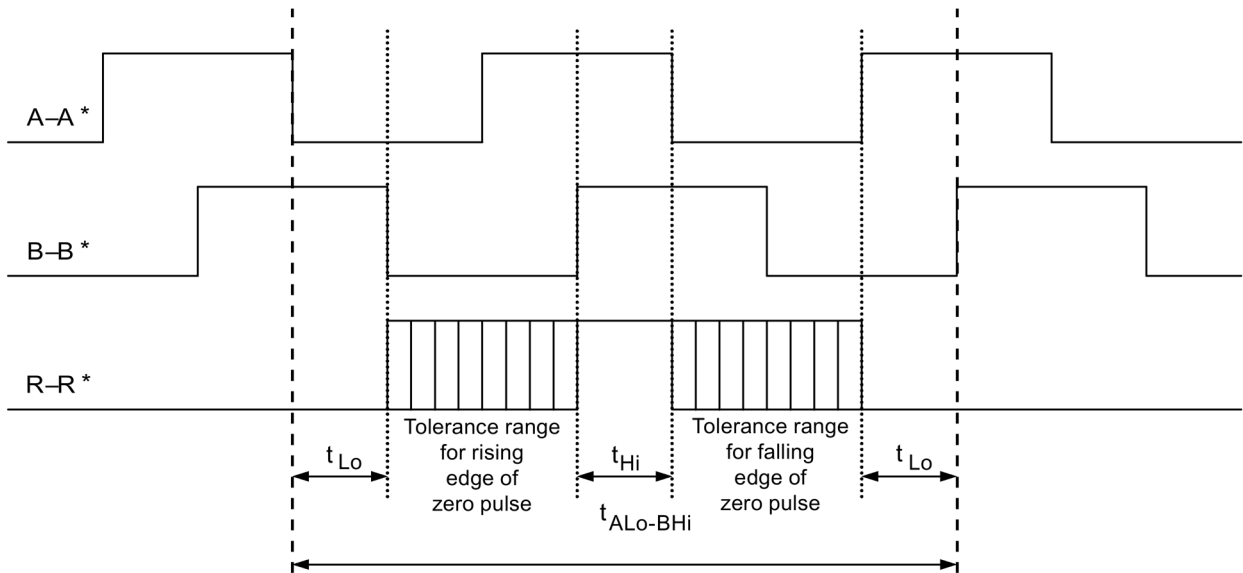 A–A *
B–B *
R–R *
Tolerance range
for rising
edge of
zero pulse
Tolerance range
for falling
edge of
zero pulse
t Lo
t Hi
t Lo
t ALo-BHi